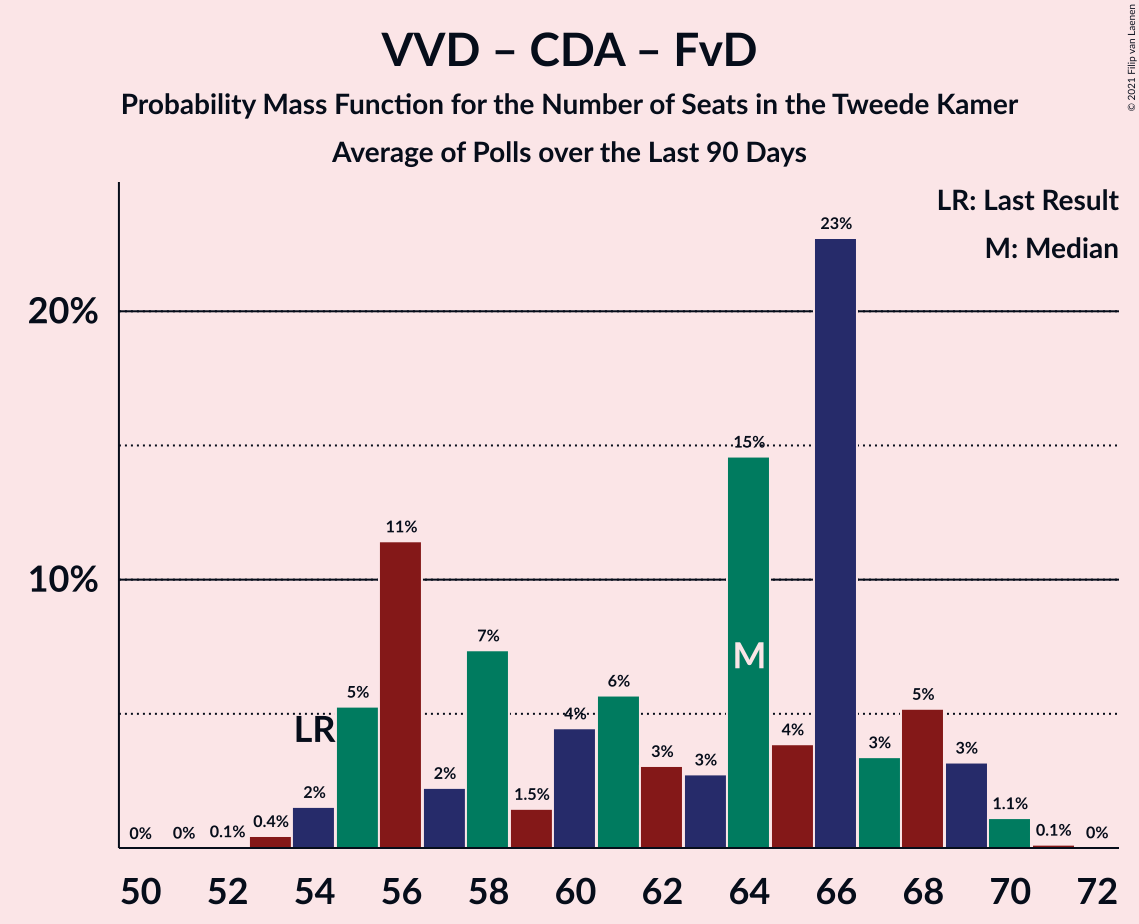 VVD – CDA – FvD
Probability Mass Function for the Number of Seats in the Tweede Kamer
Average of Polls over the Last 90 Days
© 2021 Filip van Laenen
LR: Last Result
M: Median
20%
10%
0%
0%
0.1%
0.4%
2%
5%
11%
2%
7%
1.5%
4%
6%
3%
3%
15%
4%
23%
3%
5%
3%
1.1%
0.1%
0%
LR
M
50 52 54 56 58 60 62 64 66 68 70 72